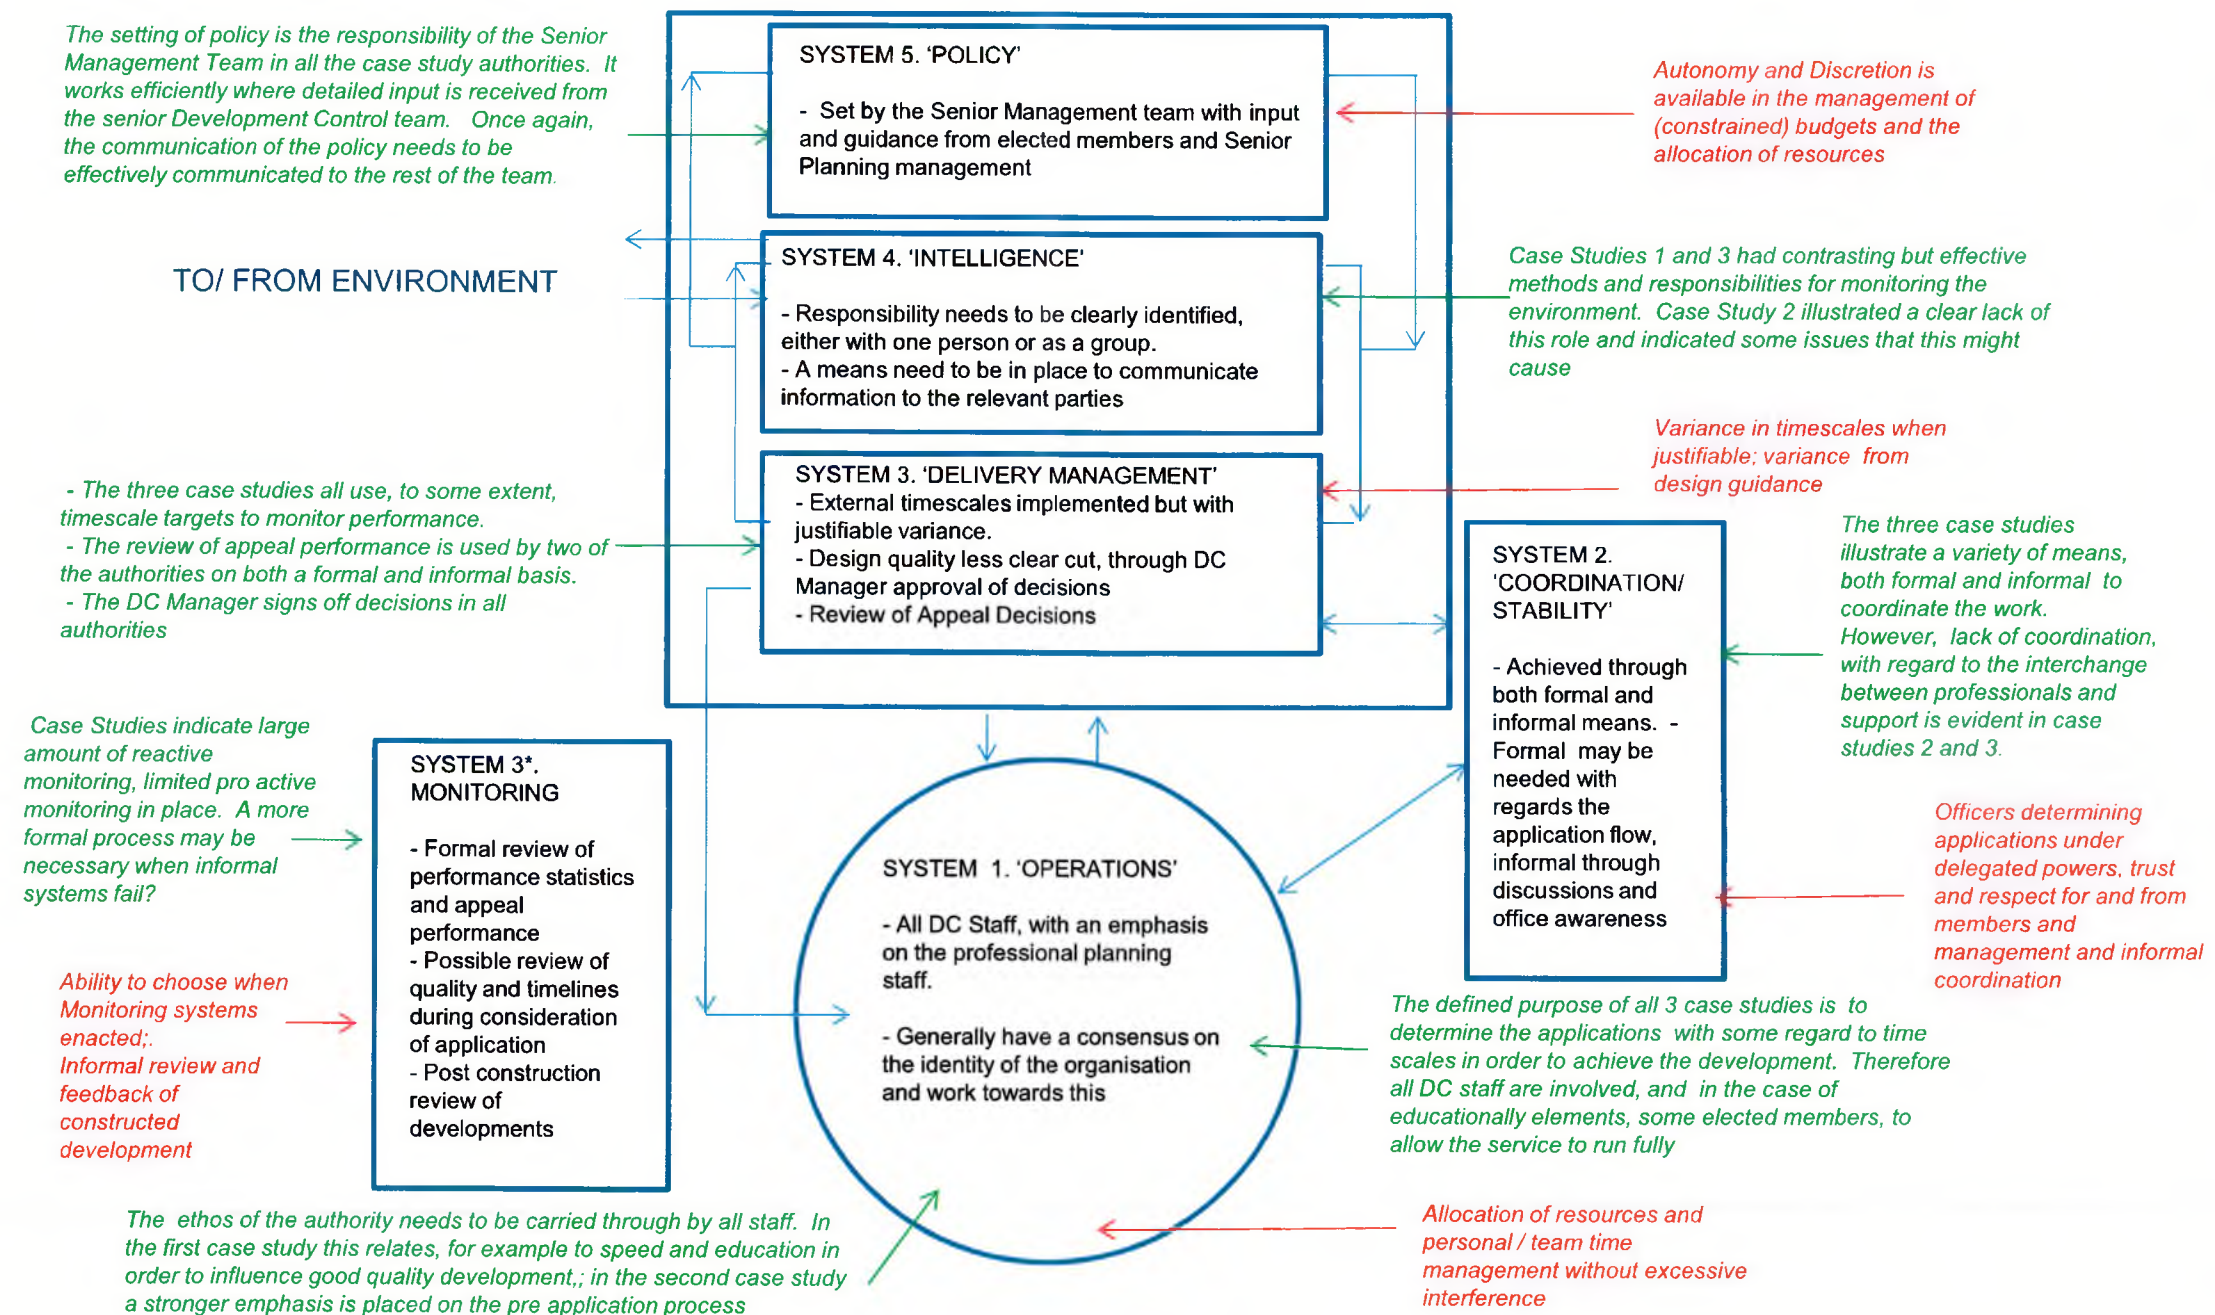 The setting of policy is the responsibility of the Senior
Management Team in all the case study authorities. It
works efficiently where detailed input is received from
the senior Development Control team. Once again,
the communication of the policy needs to be
effectively communicated to the rest of the team.
SYSTEM 5. ‘POLICY’
- Set by the Senior Management team with input
and guidance from elected members and Senior
Planning management
Autonomy and Discretion is
available in the management of
(constrained) budgets and the
allocation of resources
TO/ FROM ENVIRONMENT
SYSTEM 4. ‘INTELLIGENCE’
- Responsibility needs to be clearly identified,
either with one person or as a group.
- A means need to be in place to communicate
information to the relevant parties
Case Studies 1 and 3 had contrasting but effective
methods and responsibilities for monitoring the
environment. Case Study 2 illustrated a clear lack of
this role and indicated some issues that this might
cause
Variance in timescales when
justifiable; variance from
design guidance
- The three case studies all use, to some extent,
timescale targets to monitor performance.
- The review of appeal performance is used by two of
the authorities on both a formal and informal basis.
- The DC Manager signs off decisions in all
authorities
SYSTEM 3. ‘DELIVERY MANAGEMENT’
- External timescales implemented but with
justifiable variance.
- Design quality less clear cut, through DC
Manager approval of decisions
- Review of Appeal Decisions
SYSTEM 2.
‘COORDINATION/
STABILITY’
- Achieved through
both formal and
informal means. -
Formal may be
needed with
regards the
application flow,
informal through
discussions and
office awareness
The three case studies
illustrate a variety of means,
both formal and informal to
coordinate the work.
However, lack of coordination,
with regard to the interchange
between professionals and
support is evident in case
studies 2 and 3.
Officers determining
applications under
delegated powers, trust
and respect for and from
members and
management and informal
coordination
Case Studies indicate large
amount of reactive
monitoring, limited pro active
monitoring in place. A more
formal process may be
necessary when informal
systems fail?
Ability to choose when
Monitoring systems
enacted;.
Informal review and
feedback of
constructed
development
SYSTEM 3*.
MONITORING
- Formal review of
performance statistics
and appeal
performance
- Possible review of
quality and timelines
during consideration
of application
- Post construction
review of
developments
SYSTEM 1. ‘OPERATIONS’
- All DC Staff, with an emphasis
on the professional planning
staff.
- Generally have a consensus on
the identity of the organisation
and work towards this
The defined purpose of all 3 case studies is to
determine the applications with some regard to time
scales in order to achieve the development. Therefore
all DC staff are involved, and in the case of
educationally elements, some elected members, to
allow the service to run fully
The ethos of the authority needs to be carried through by all staff. In
the first case study this relates, for example to speed and education in
order to influence good quality development,; in the second case study
a stronger emphasis is placed on the pre application process
Allocation of resources and
personal / team time
management without excessive
interference